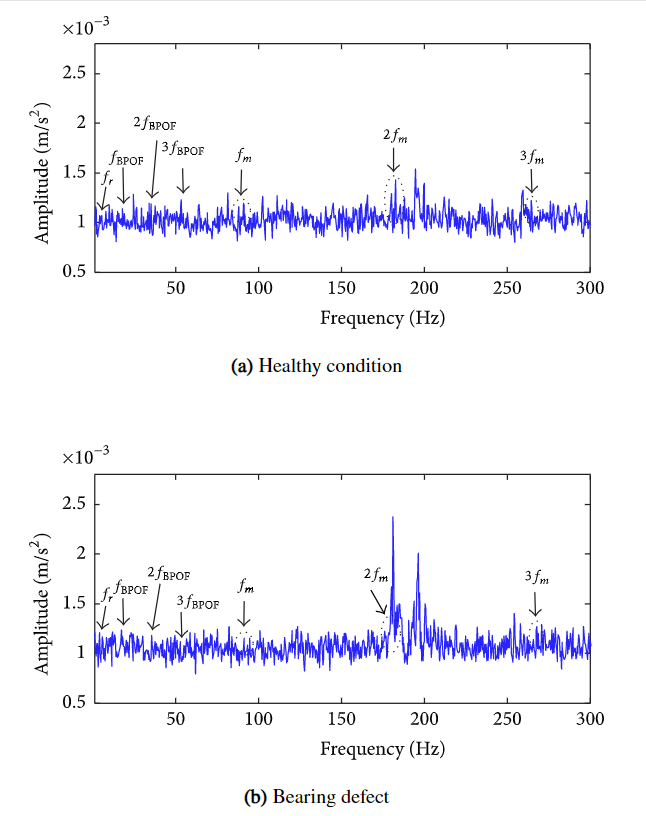 ×10⁻³
2.5
2
1.5
1
0.5
Amplitude (m/s²)
fᵣ
f_BPOF
2f_BPOF
3f_BPOF
f_m
2f_m
3f_m
50 100 150 200 250 300
Frequency (Hz)
(a) Healthy condition
×10⁻³
2.5
2
1.5
1
0.5
Amplitude (m/s²)
fᵣ
f_BPOF
2f_BPOF
3f_BPOF
f_m
2f_m
3f_m
50 100 150 200 250 300
Frequency (Hz)
(b) Bearing defect